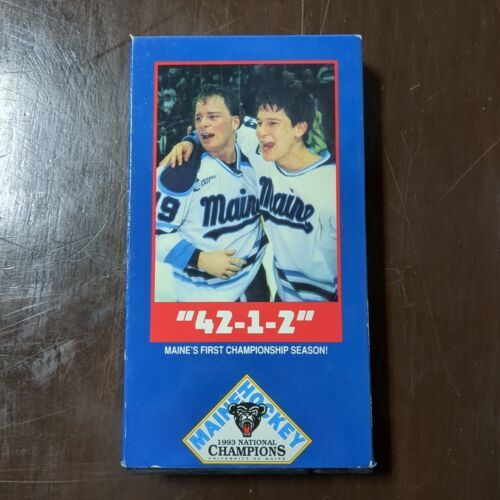 9
Maine
Maine
"42-1-2"
MAINE'S FIRST CHAMPIONSHIP SEASON!
MAINE HOCKEY
1993 NATIONAL
CHAMPIONS
UNIVERSITY OF MAINE